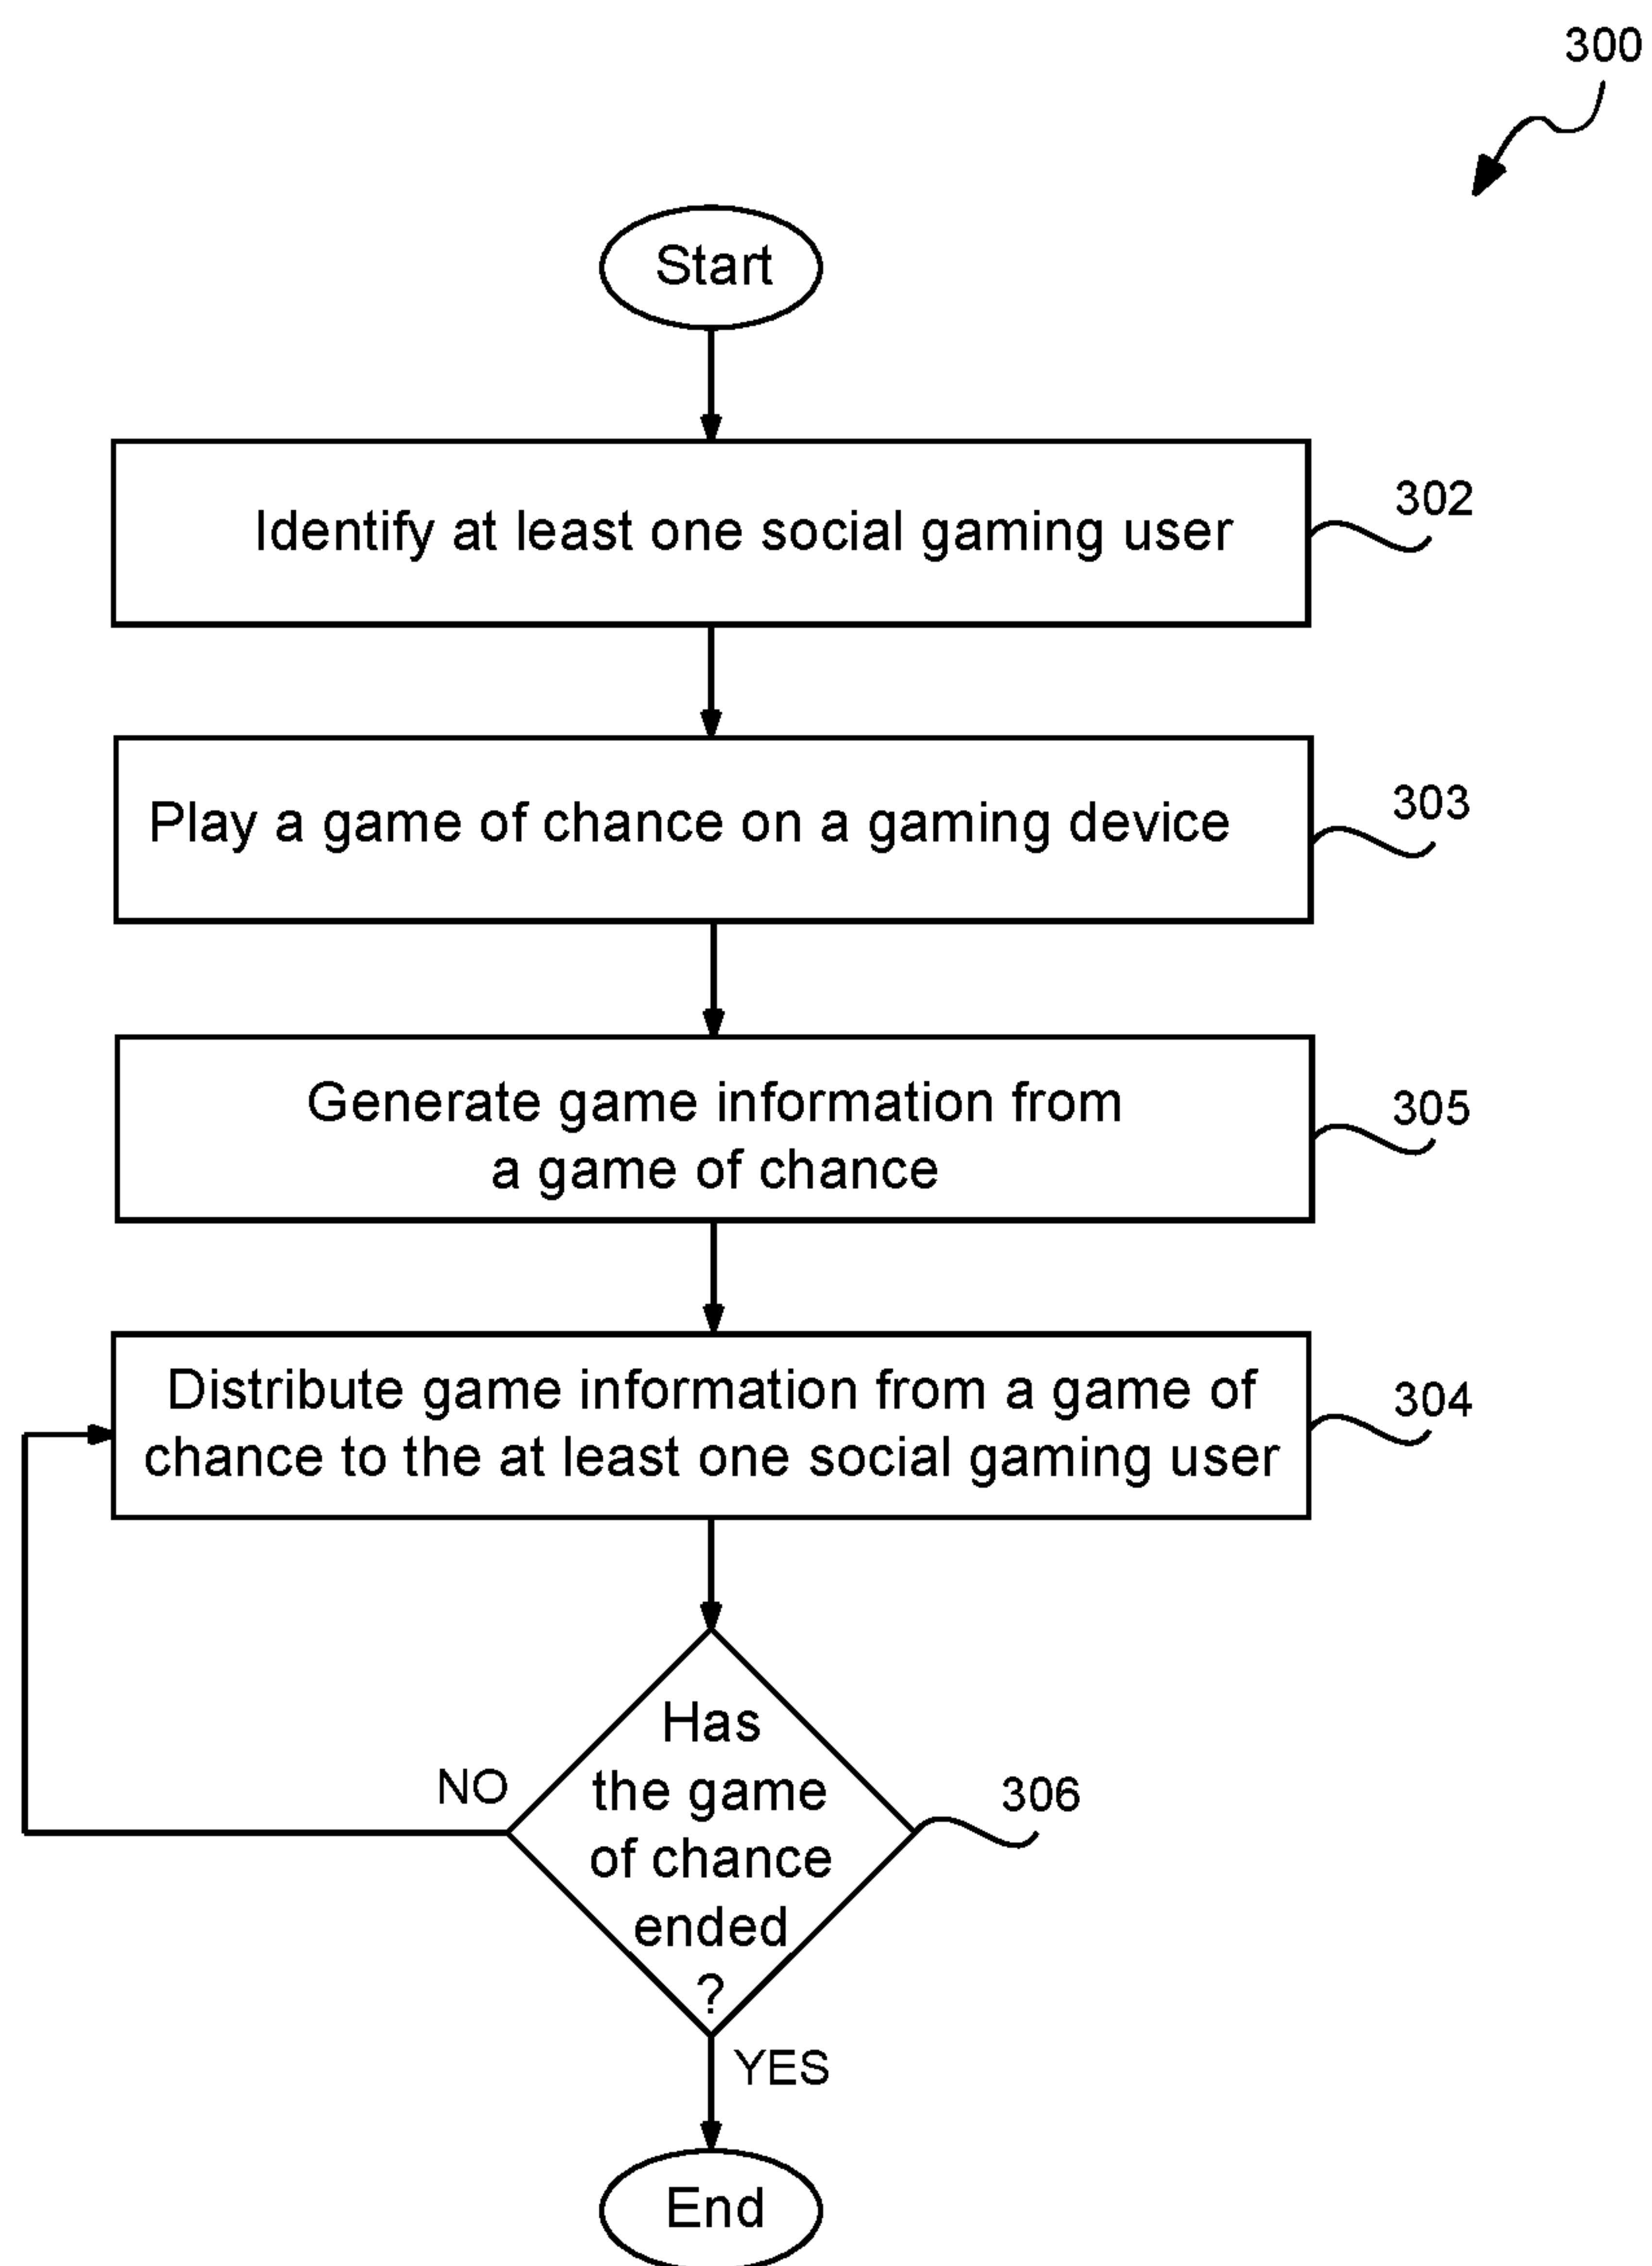 300
Start
Identify at least one social gaming user
302
Play a game of chance on a gaming device
303
Generate game information from
a game of chance
305
Distribute game information from a game of
chance to the at least one social gaming user
304
Has
the game
of chance
ended
?
306
NO
YES
End